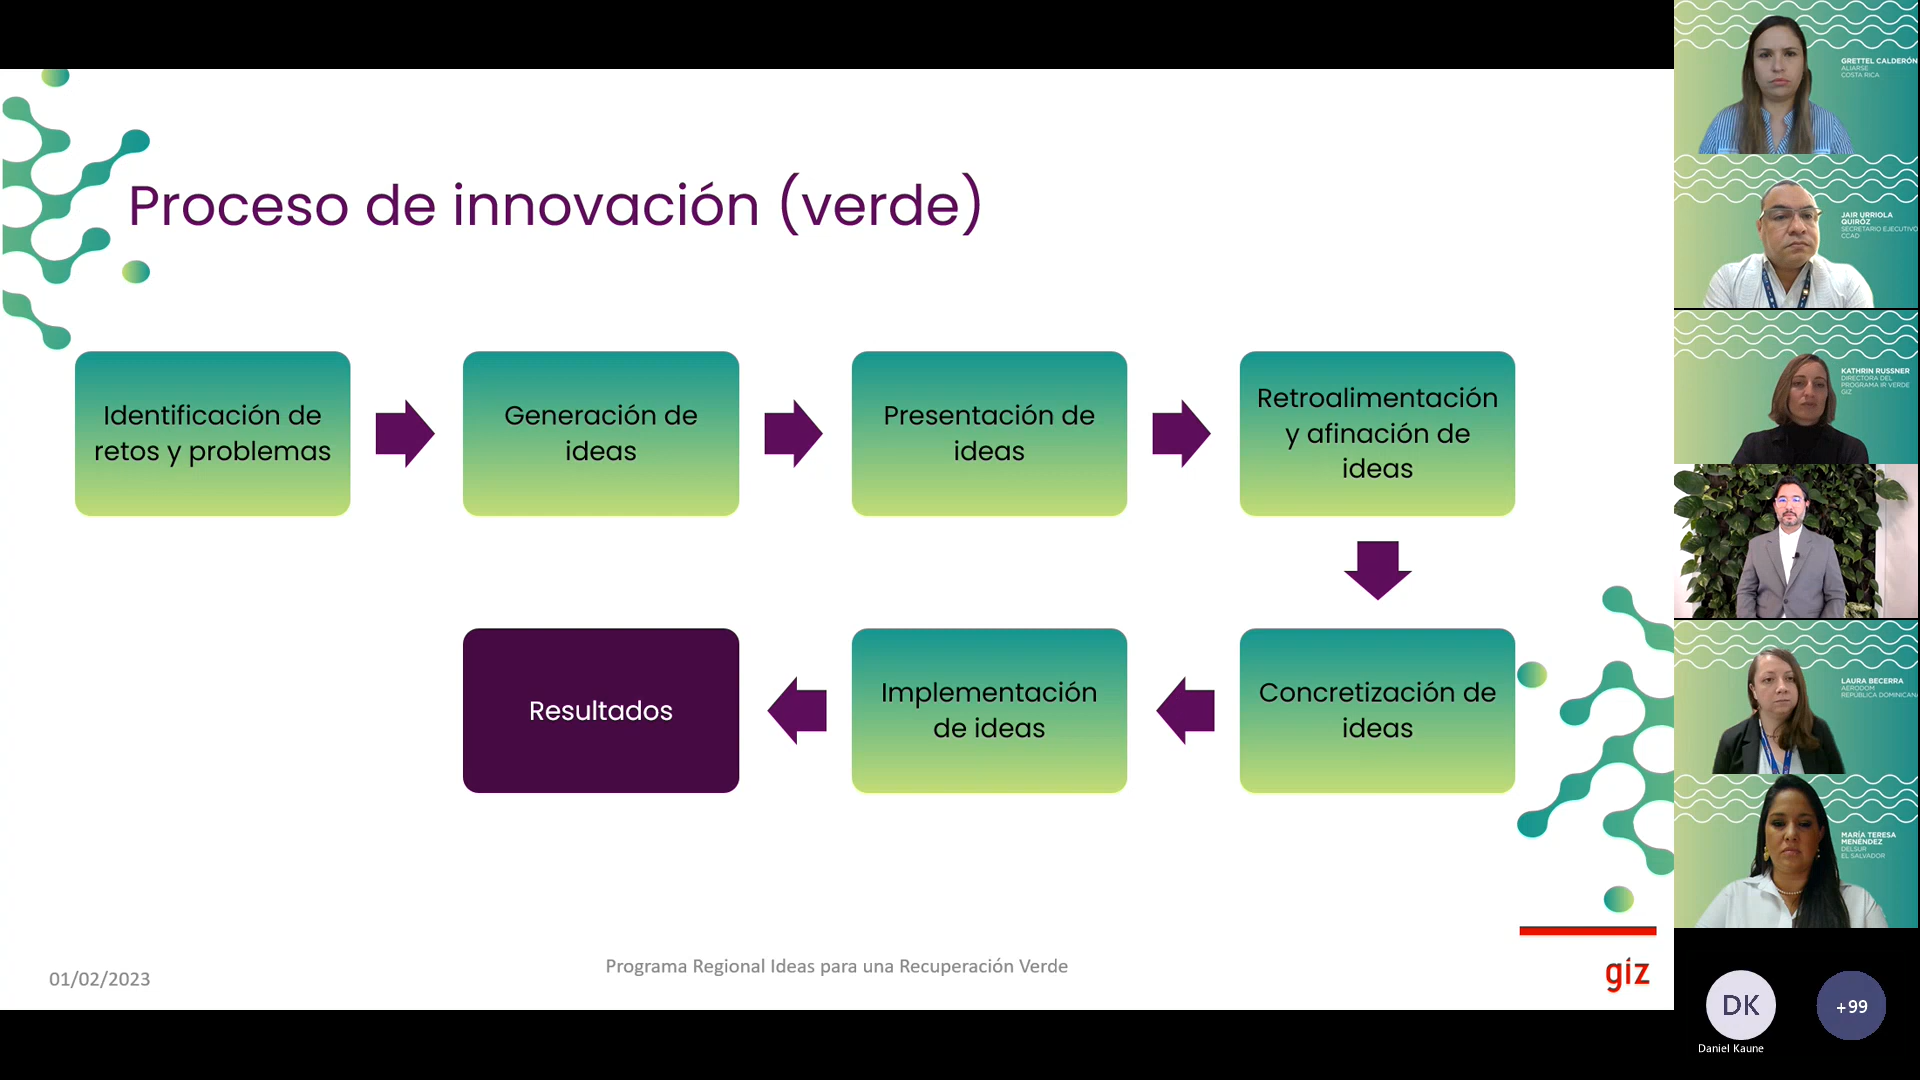 Proceso de innovación (verde)
Identificación de
retos y problemas
Generación de
ideas
Presentación de
ideas
Retroalimentación
y afinación de
ideas
Concretización de
ideas
Implementación
de ideas
Resultados
01/02/2023
Programa Regional Ideas para una Recuperación Verde
giz
GRETTEL CALDERÓN
ALIARSE
COSTA RICA
JAIR URRIOLA
QUIRÓZ
SECRETARIO EJECUTIVO
CCAD
KATHRIN RUSSNER
DIRECTORA DEL
PROGRAMA IR VERDE
GIZ
LAURA BECERRA
AERODOM
REPÚBLICA DOMINICANA
MARÍA TERESA
MENÉNDEZ
DELSUR
EL SALVADOR
DK
Daniel Kaune
+99